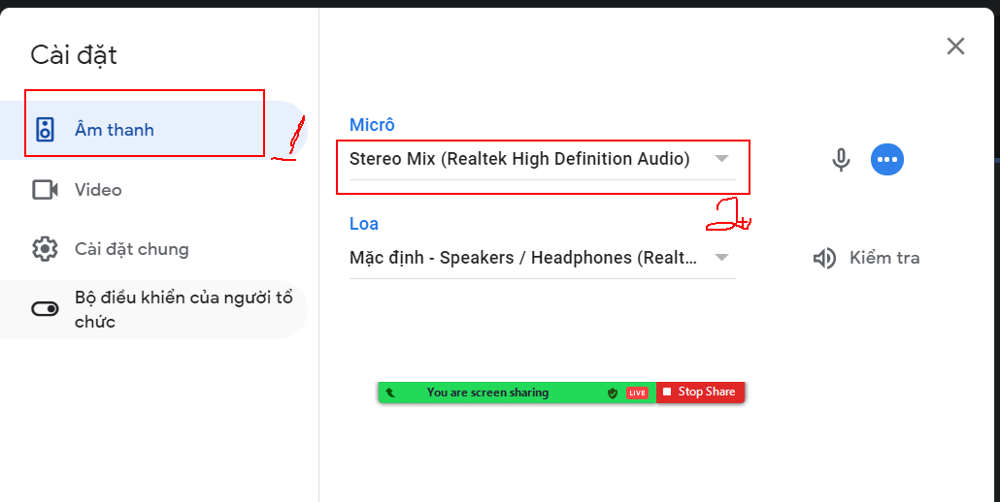 Cài đặt
Âm thanh
1
Video
Cài đặt chung
Bộ điều khiển của người tổ
chức
Micrô
Stereo Mix (Realtek High Definition Audio)
2
Loa
Mặc định - Speakers / Headphones (Realt...
Kiểm tra
You are screen sharing
LIVE
Stop Share